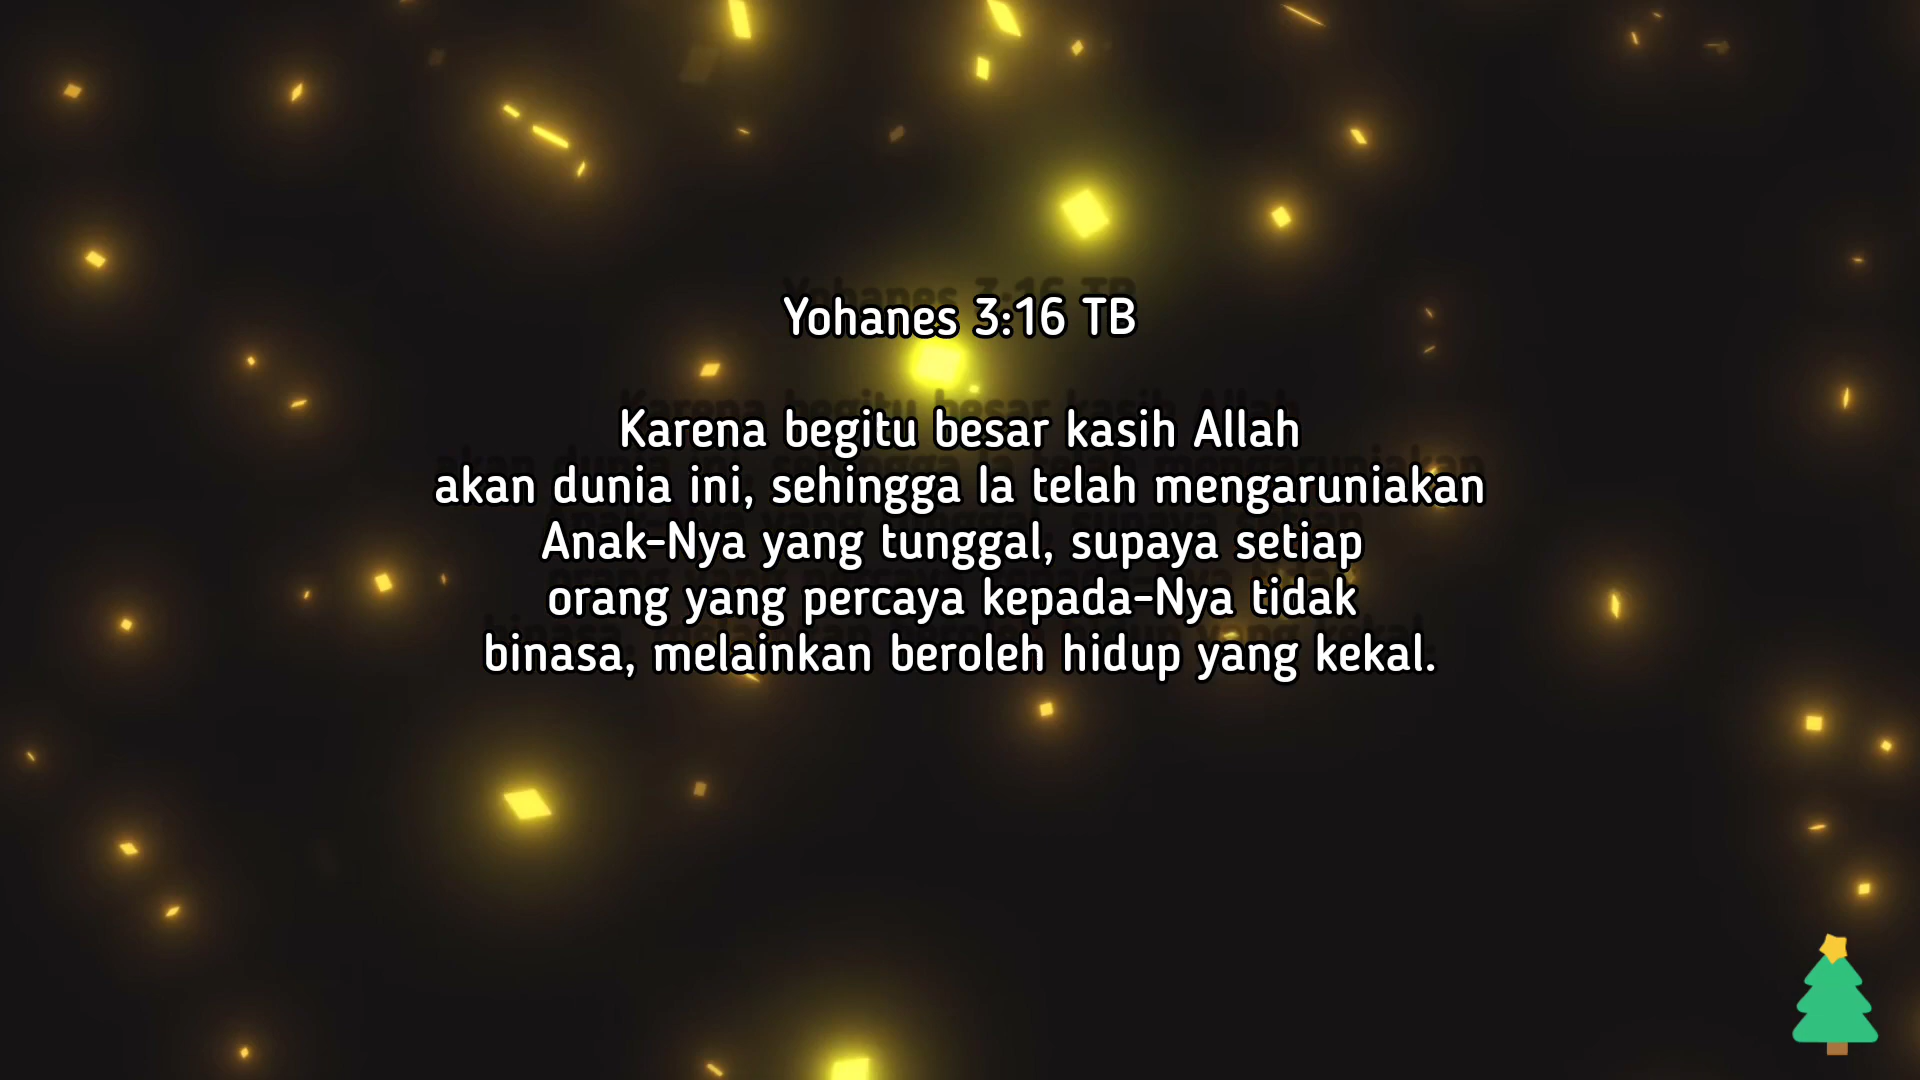 Yohanes 3:16 TB
Karena begitu besar kasih Allah
akan dunia ini, sehingga Ia telah mengaruniakan
Anak-Nya yang tunggal, supaya setiap
orang yang percaya kepada-Nya tidak
binasa, melainkan beroleh hidup yang kekal.